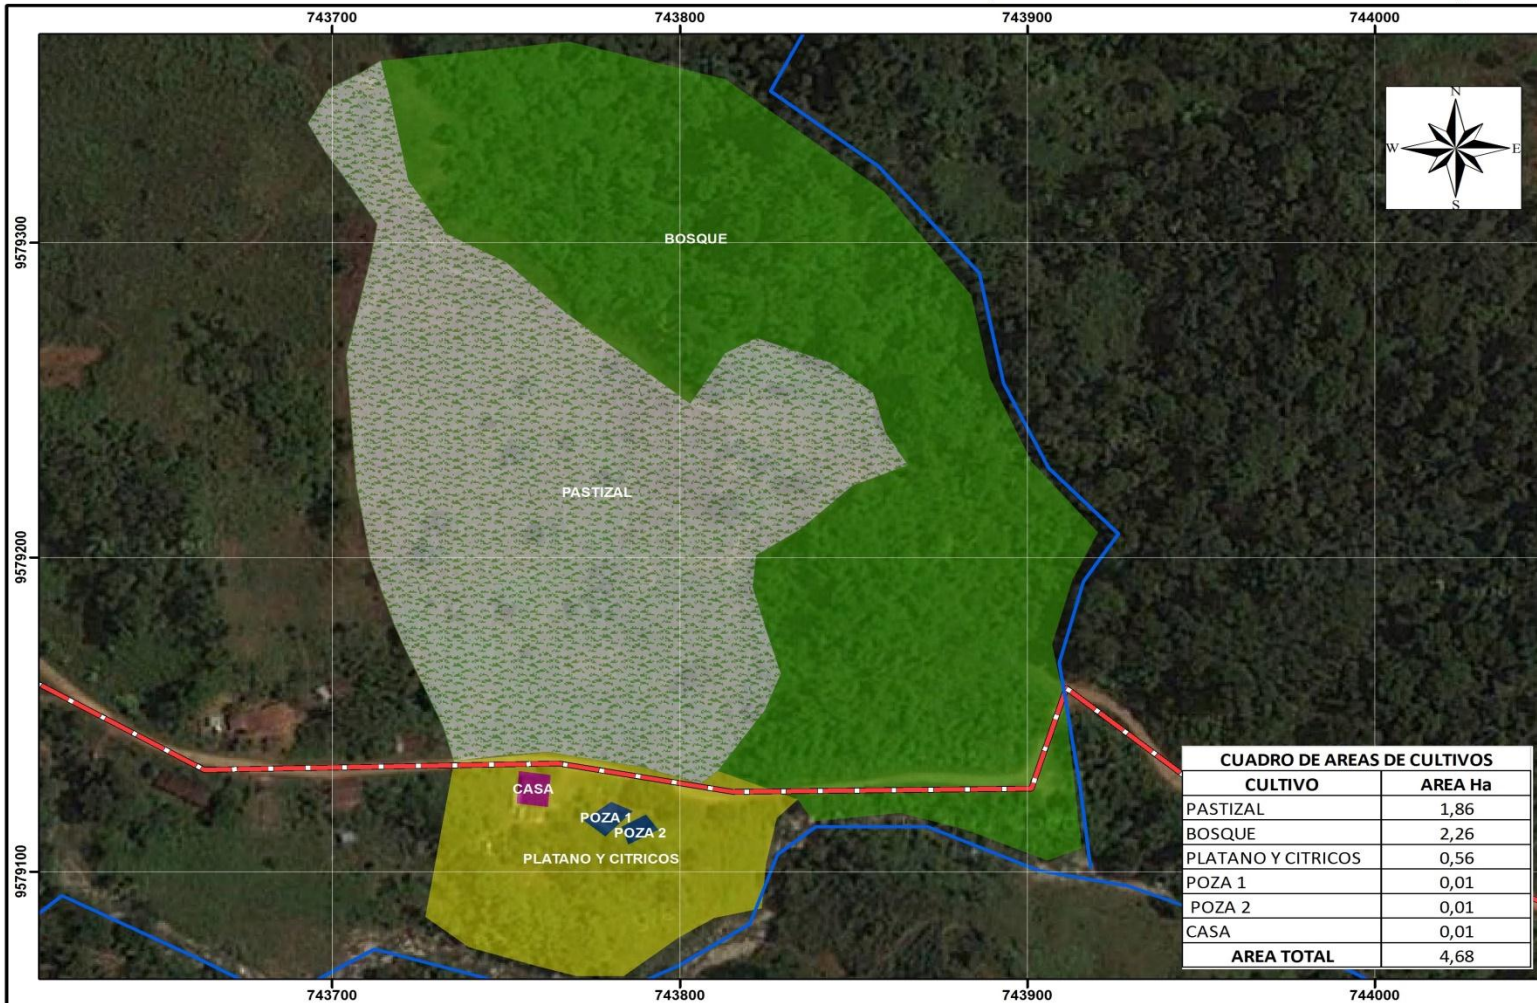 743700
743800
743900
744000
N
W
E
S
9579300
BOSQUE
PASTIZAL
9579200
CASA
POZA 1
POZA 2
PLATANO Y CITRICOS
9579100
CUADRO DE AREAS DE CULTIVOS
CULTIVO AREA Ha
PASTIZAL 1,86
BOSQUE 2,26
PLATANO Y CITRICOS 0,56
POZA 1 0,01
POZA 2 0,01
CASA 0,01
AREA TOTAL 4,68
743700
743800
743900
744000